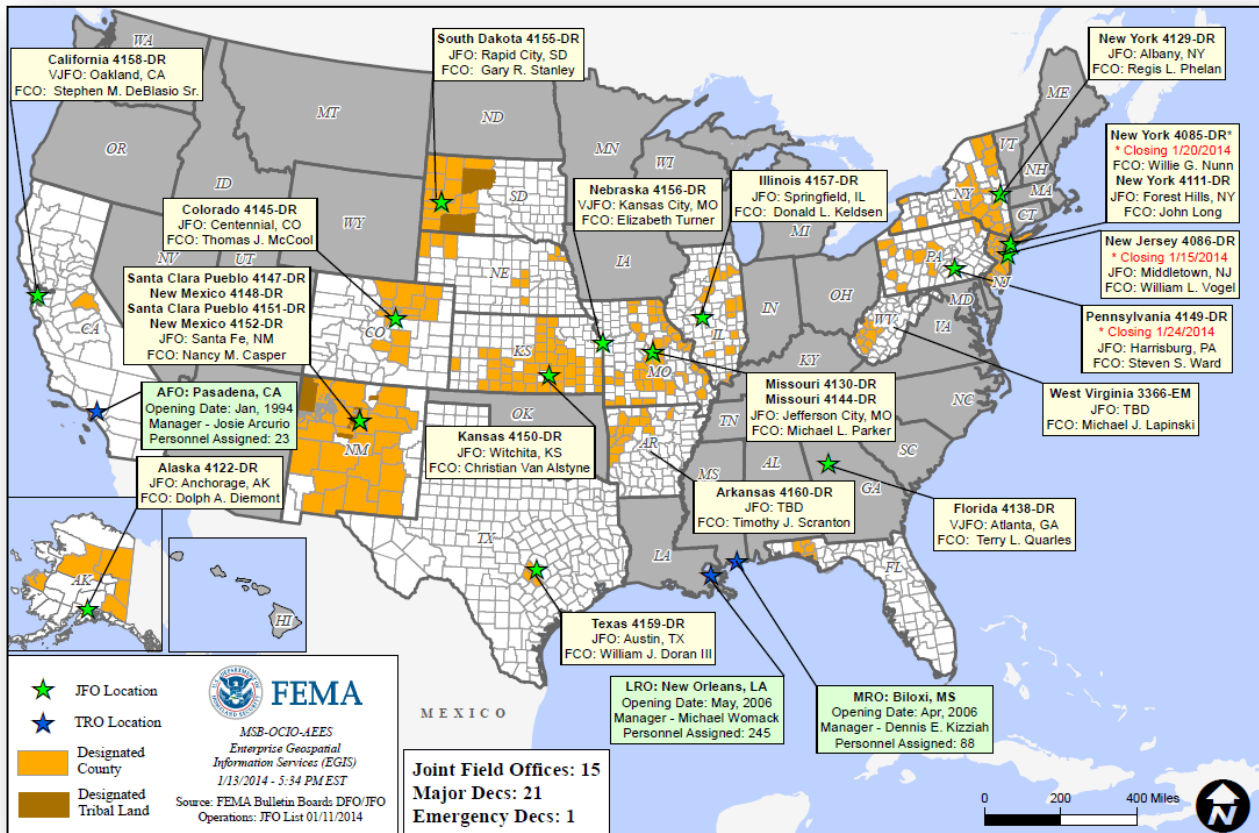 California 4158-DR
VJFO: Oakland, CA
FCO: Stephen M. DeBlasio Sr.
South Dakota 4155-DR
JFO: Rapid City, SD
FCO: Gary R. Stanley
New York 4129-DR
JFO: Albany, NY
FCO: Regis L. Phelan
New York 4085-DR*
* Closing 1/20/2014
FCO: Willie G. Nunn
New York 4111-DR
JFO: Forest Hills, NY
FCO: John Long
Nebraska 4156-DR
VJFO: Kansas City, MO
FCO: Elizabeth Turner
Illinois 4157-DR
JFO: Springfield, IL
FCO: Donald L. Keldsen
Colorado 4145-DR
JFO: Centennial, CO
FCO: Thomas J. McCool
New Jersey 4086-DR
* Closing 1/15/2014
JFO: Middletown, NJ
FCO: William L. Vogel
Santa Clara Pueblo 4147-DR
New Mexico 4148-DR
Santa Clara Pueblo 4151-DR
New Mexico 4152-DR
JFO: Santa Fe, NM
FCO: Nancy M. Casper
Pennsylvania 4149-DR
* Closing 1/24/2014
JFO: Harrisburg, PA
FCO: Steven S. Ward
AFO: Pasadena, CA
Opening Date: Jan, 1994
Manager - Josie Arcurio
Personnel Assigned: 23
Missouri 4130-DR
Missouri 4144-DR
JFO: Jefferson City, MO
FCO: Michael L. Parker
West Virginia 3366-EM
JFO: TBD
FCO: Michael J. Lapinski
Kansas 4150-DR
JFO: Witchita, KS
FCO: Christian Van Alstyne
Alaska 4122-DR
JFO: Anchorage, AK
FCO: Dolph A. Diemont
Arkansas 4160-DR
JFO: TBD
FCO: Timothy J. Scranton
Florida 4138-DR
VJFO: Atlanta, GA
FCO: Terry L. Quarles
Texas 4159-DR
JFO: Austin, TX
FCO: William J. Doran III
LRO: New Orleans, LA
Opening Date: May, 2006
Manager - Michael Womack
Personnel Assigned: 245
MRO: Biloxi, MS
Opening Date: Apr, 2006
Manager - Dennis E. Kizziah
Personnel Assigned: 88
WA
MT
ND
MN
WI
MI
ME
VT
NH
MA
CT
NY
OR
ID
WY
SD
NV
UT
NE
IA
IL
IN
OH
PA
NJ
MD
WV
VA
CA
CO
KS
MO
KY
NC
NM
OK
AR
TN
SC
MS
AL
GA
TX
LA
FL
AK
HI
MEXICO
JFO Location
TRO Location
Designated
County
Designated
Tribal Land
FEMA
MSB-OCIO-AEES
Enterprise Geospatial
Information Services (EGIS)
1/13/2014 - 5:34 PM EST
Source: FEMA Bulletin Boards DFO/JFO
Operations: JFO List 01/11/2014
Joint Field Offices: 15
Major Decs: 21
Emergency Decs: 1
0 200 400 Miles
N